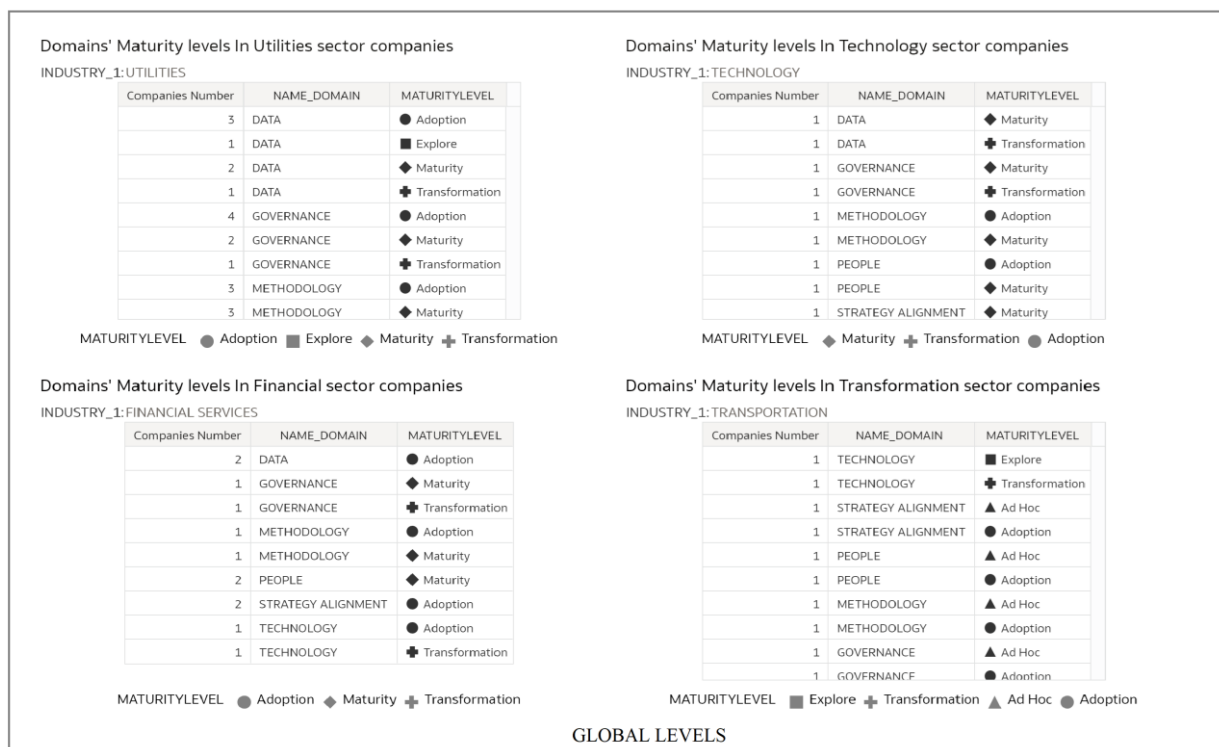 Domains' Maturity levels In Utilities sector companies
INDUSTRY_1: UTILITIES
Companies Number NAME_DOMAIN MATURITYLEVEL
3 DATA Adoption
1 DATA Explore
2 DATA Maturity
1 DATA Transformation
4 GOVERNANCE Adoption
2 GOVERNANCE Maturity
1 GOVERNANCE Transformation
3 METHODOLOGY Adoption
3 METHODOLOGY Maturity
MATURITYLEVEL Adoption Explore Maturity Transformation
Domains' Maturity levels In Technology sector companies
INDUSTRY_1: TECHNOLOGY
Companies Number NAME_DOMAIN MATURITYLEVEL
1 DATA Maturity
1 DATA Transformation
1 GOVERNANCE Maturity
1 GOVERNANCE Transformation
1 METHODOLOGY Adoption
1 METHODOLOGY Maturity
1 PEOPLE Adoption
1 PEOPLE Maturity
1 STRATEGY ALIGNMENT Maturity
MATURITYLEVEL Maturity Transformation Adoption
Domains' Maturity levels In Financial sector companies
INDUSTRY_1: FINANCIAL SERVICES
Companies Number NAME_DOMAIN MATURITYLEVEL
2 DATA Adoption
1 GOVERNANCE Maturity
1 GOVERNANCE Transformation
1 METHODOLOGY Adoption
1 METHODOLOGY Maturity
2 PEOPLE Maturity
2 STRATEGY ALIGNMENT Adoption
1 TECHNOLOGY Adoption
1 TECHNOLOGY Transformation
MATURITYLEVEL Adoption Maturity Transformation
Domains' Maturity levels In Transformation sector companies
INDUSTRY_1: TRANSPORTATION
Companies Number NAME_DOMAIN MATURITYLEVEL
1 TECHNOLOGY Explore
1 TECHNOLOGY Transformation
1 STRATEGY ALIGNMENT Ad Hoc
1 STRATEGY ALIGNMENT Adoption
1 PEOPLE Ad Hoc
1 PEOPLE Adoption
1 METHODOLOGY Ad Hoc
1 METHODOLOGY Adoption
1 GOVERNANCE Ad Hoc
1 GOVERNANCE Adoption
MATURITYLEVEL Explore Transformation Ad Hoc Adoption
GLOBAL LEVELS